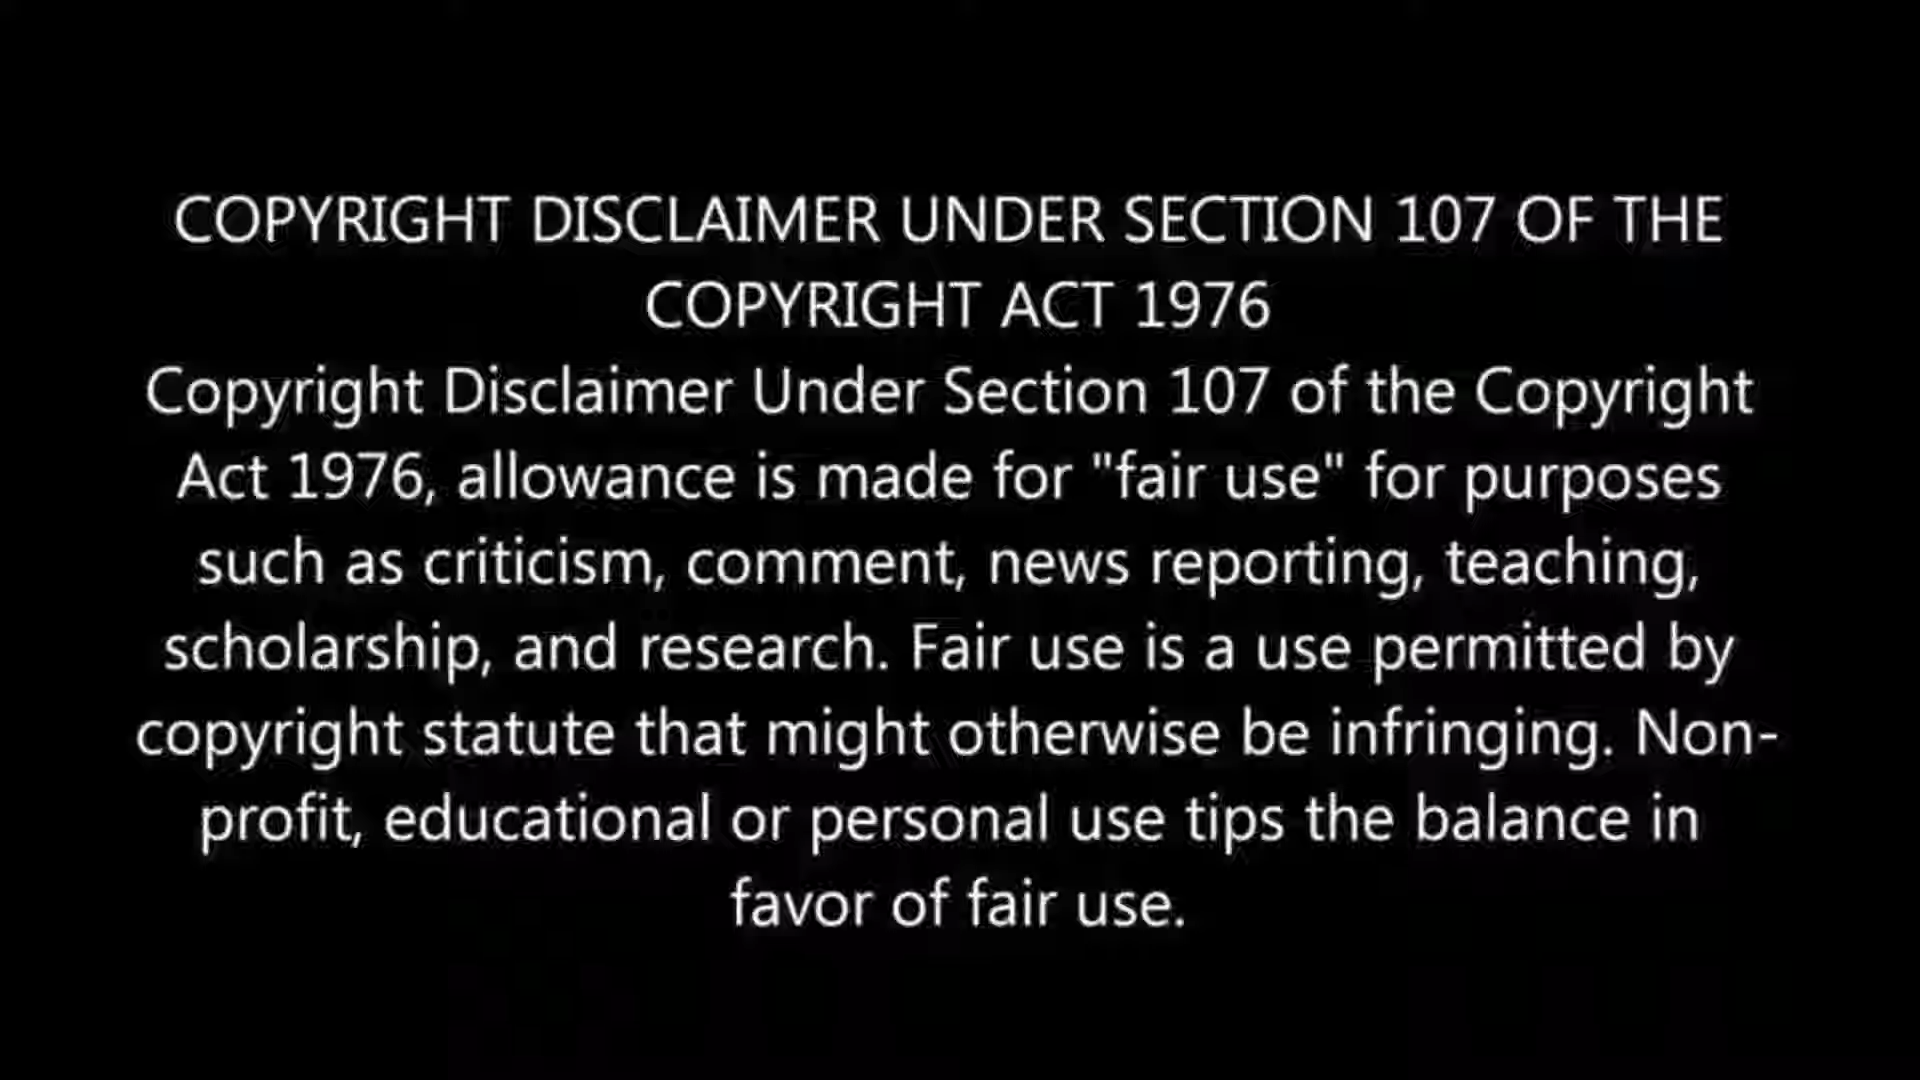 COPYRIGHT DISCLAIMER UNDER SECTION 107 OF THE
COPYRIGHT ACT 1976
Copyright Disclaimer Under Section 107 of the Copyright
Act 1976, allowance is made for "fair use" for purposes
such as criticism, comment, news reporting, teaching,
scholarship, and research. Fair use is a use permitted by
copyright statute that might otherwise be infringing. Non-
profit, educational or personal use tips the balance in
favor of fair use.